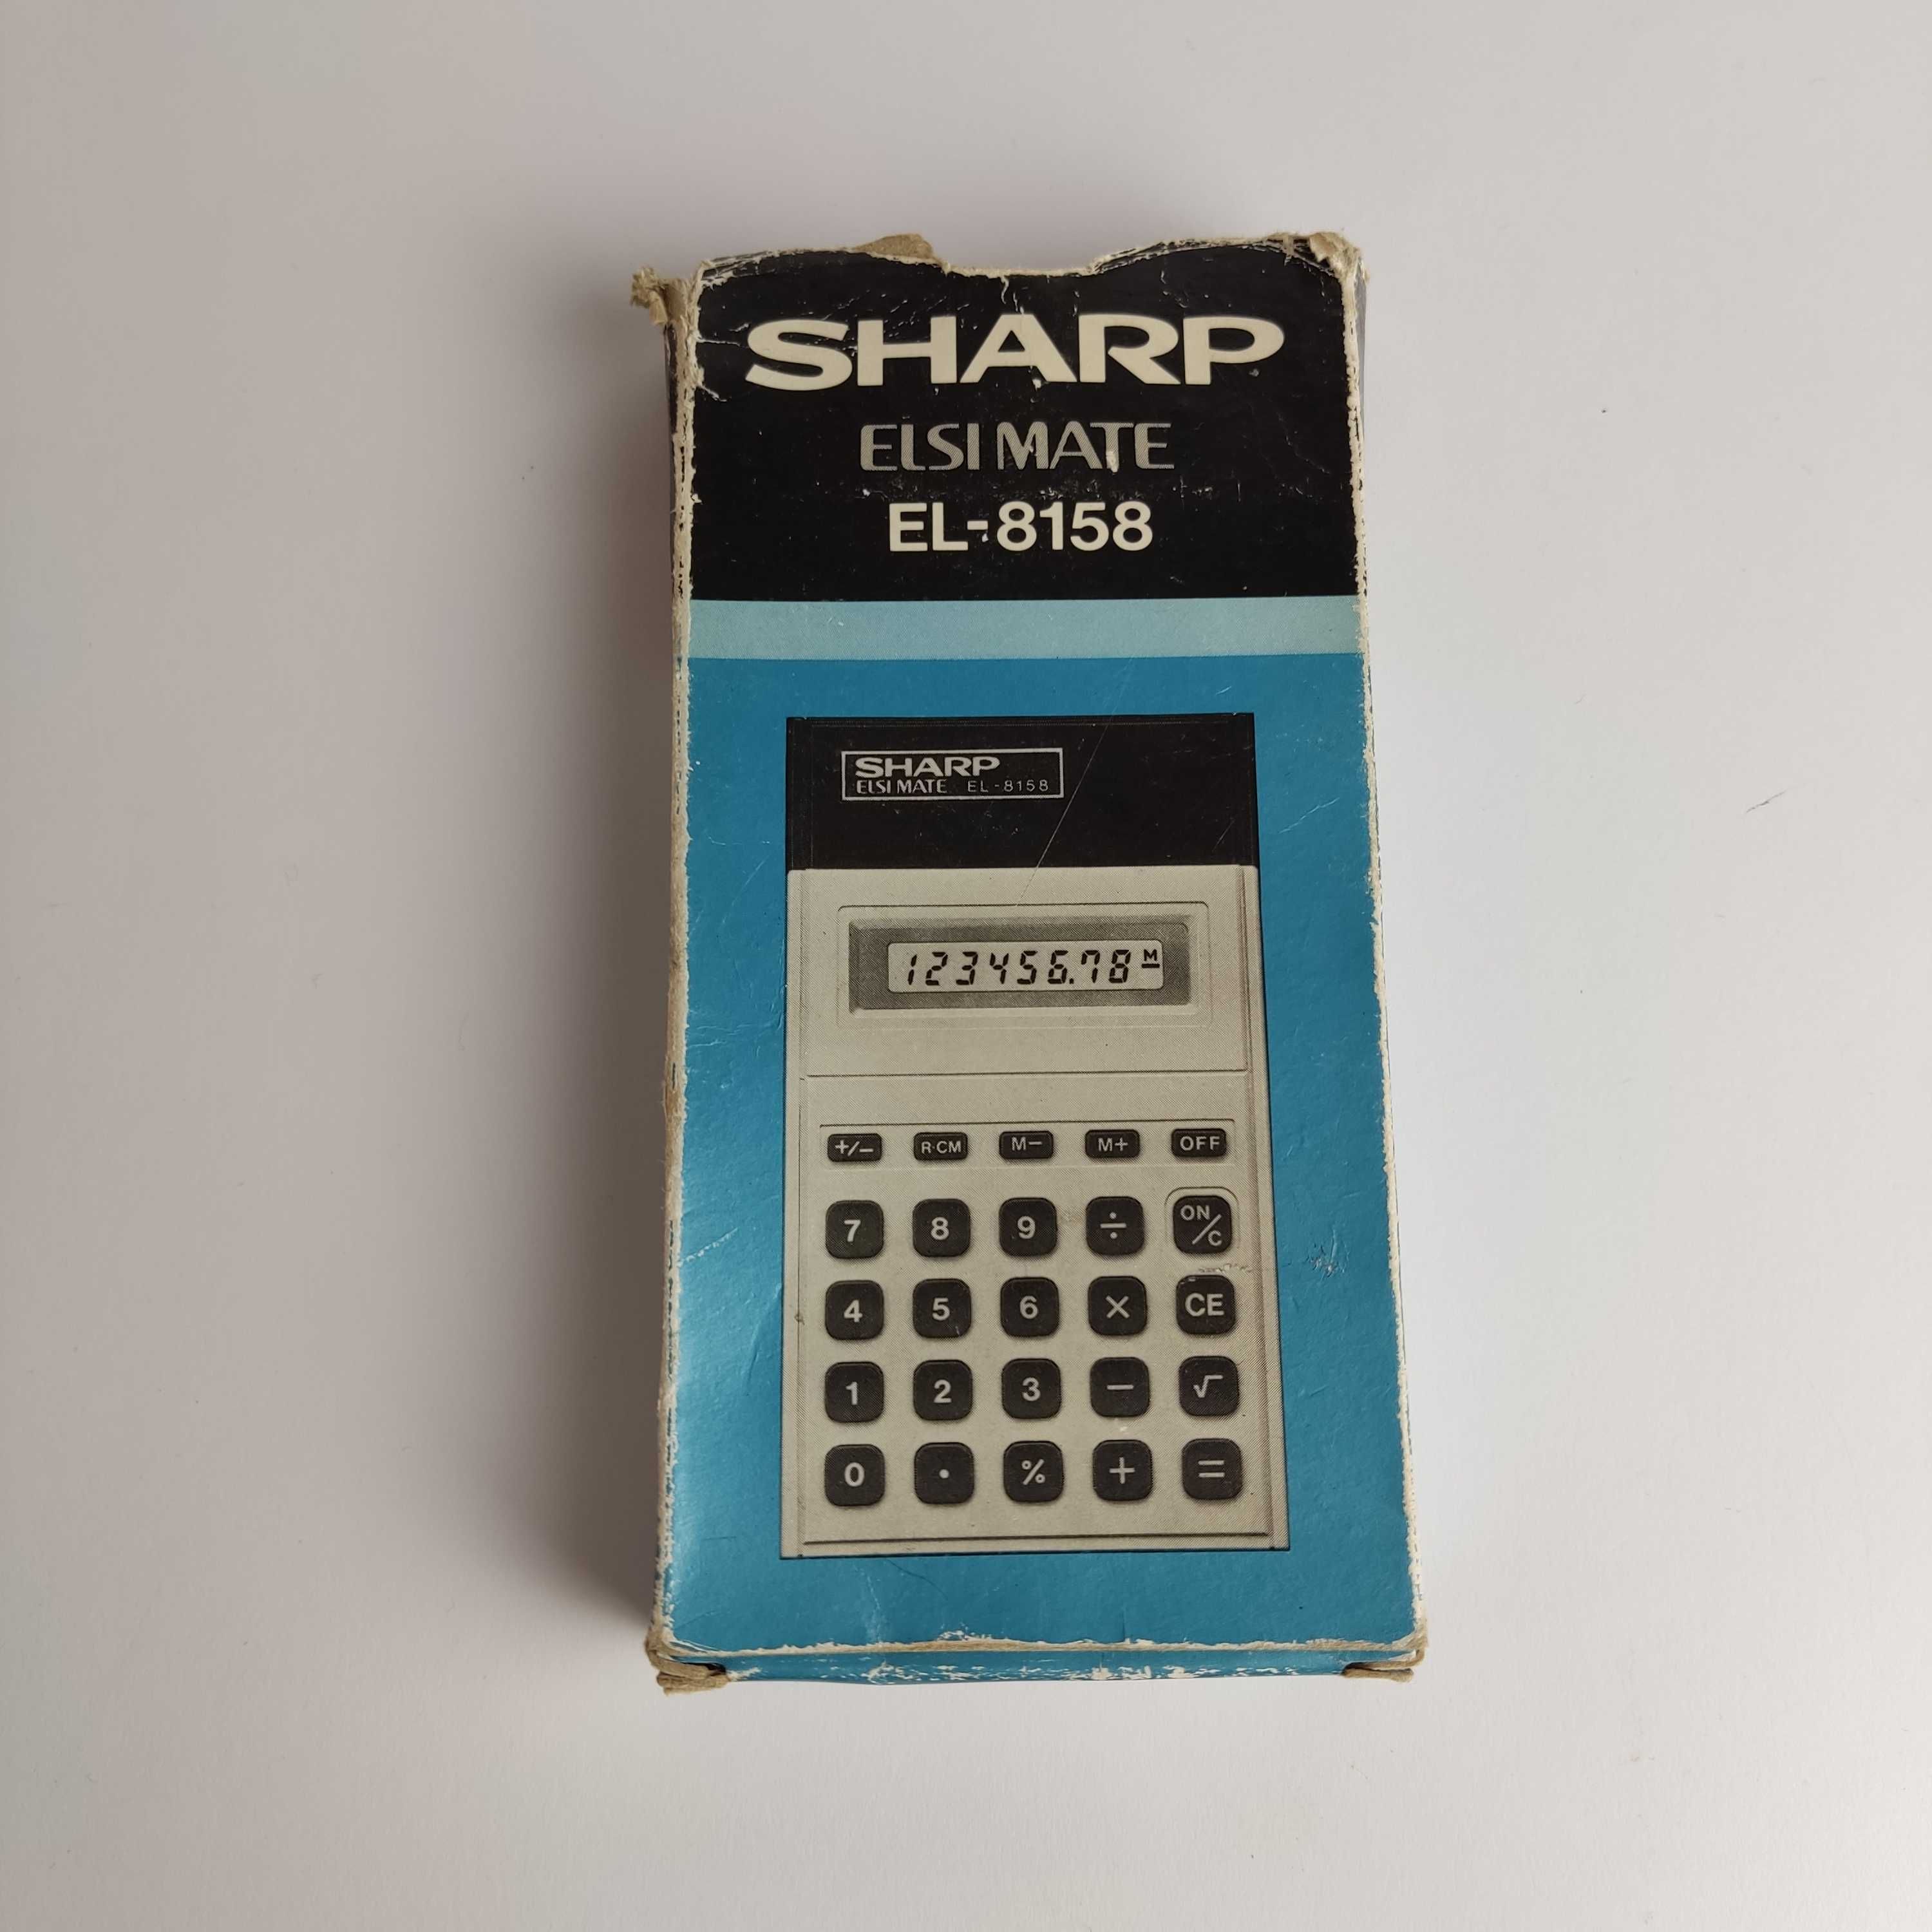 SHARP
ELSI MATE
EL-8158
SHARP
ELSI MATE EL-8158
123456.78 M
+/- R·CM M- M+ OFF
7 8 9 ÷ ON/C
4 5 6 × CE
1 2 3 - √
0 . % + =